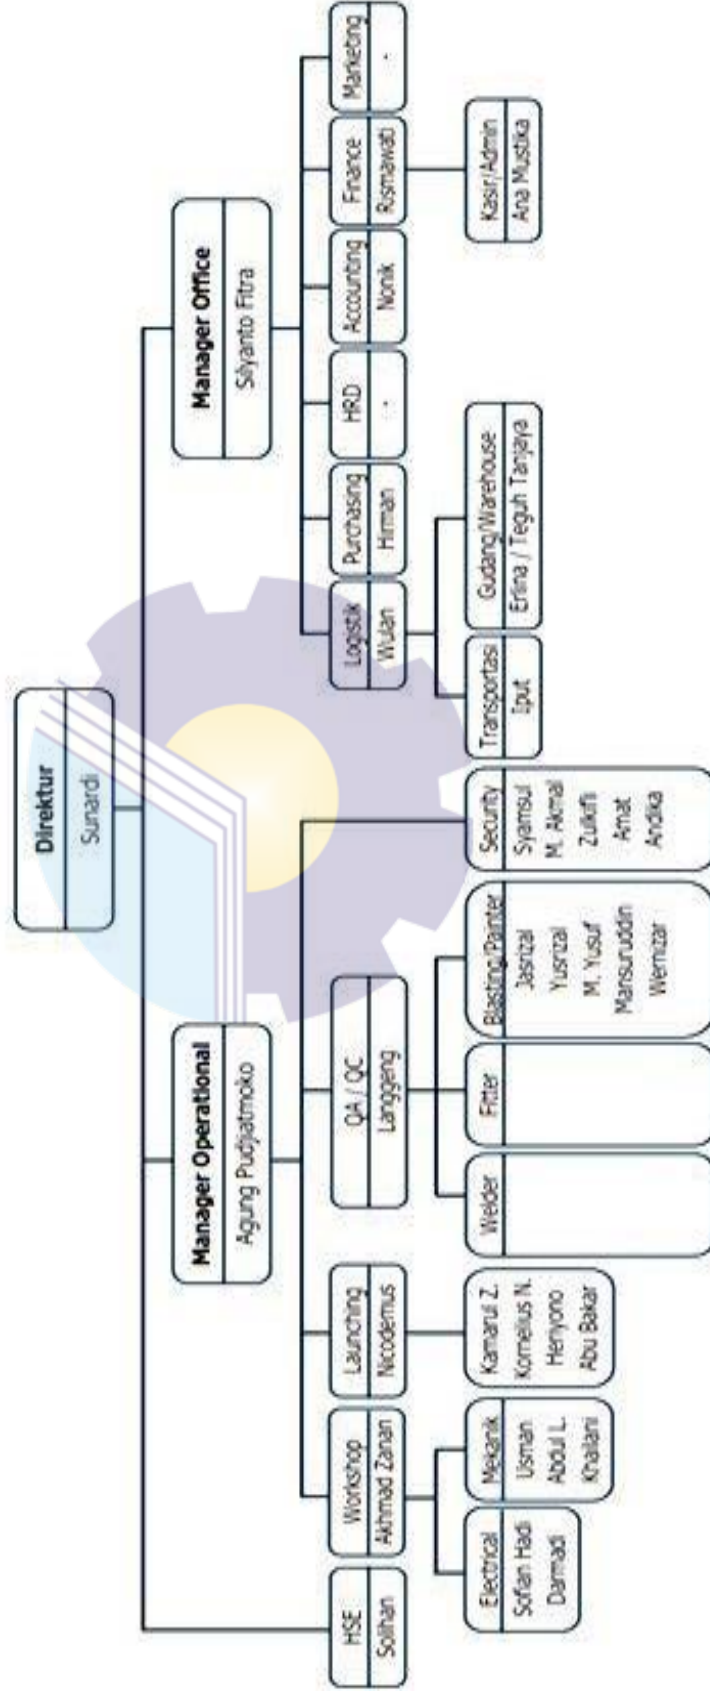 Direktur
Sunardi
Manager Operational
Agung Pudjiatmoko
Manager Office
Silyanto Fitra
HSE
Solihan
Workshop
Akhmad Zanan
Launching
Nicodemus
QA / QC
Langgeng
Logistik
Wulan
Purchasing
Hirman
HRD
-
Accounting
Nonik
Finance
Rismawati
Marketing
-
Electrical
Sofian Hadi
Darmadi
Mekanik
Usman
Abdul L.
Khailani
Kamarul Z.
Kornelius N.
Heriyono
Abu Bakar
Welder
Fitter
Blasting/Painter
Jasrizal
Yusrizal
M. Yusuf
Mansuruddin
Wernizar
Security
Syamsul
M. Akmal
Zulkifli
Amat
Andika
Transportasi
Iput
Gudang/Warehouse
Erlina / Teguh Tanjaya
Kasir/Admin
Ana Mustika